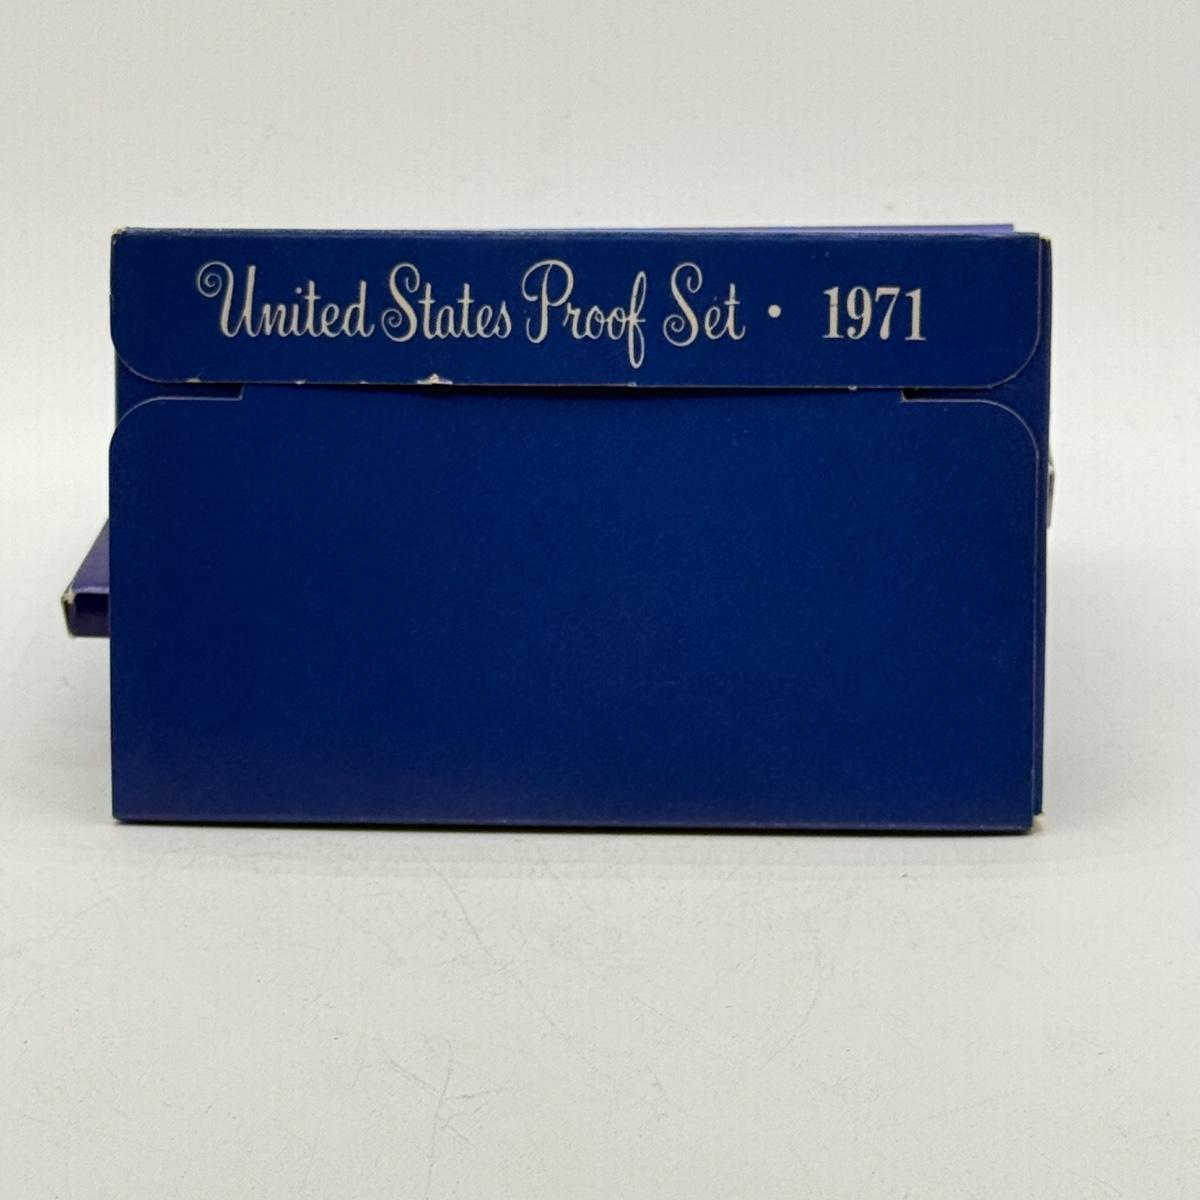 United States Proof Set • 1971